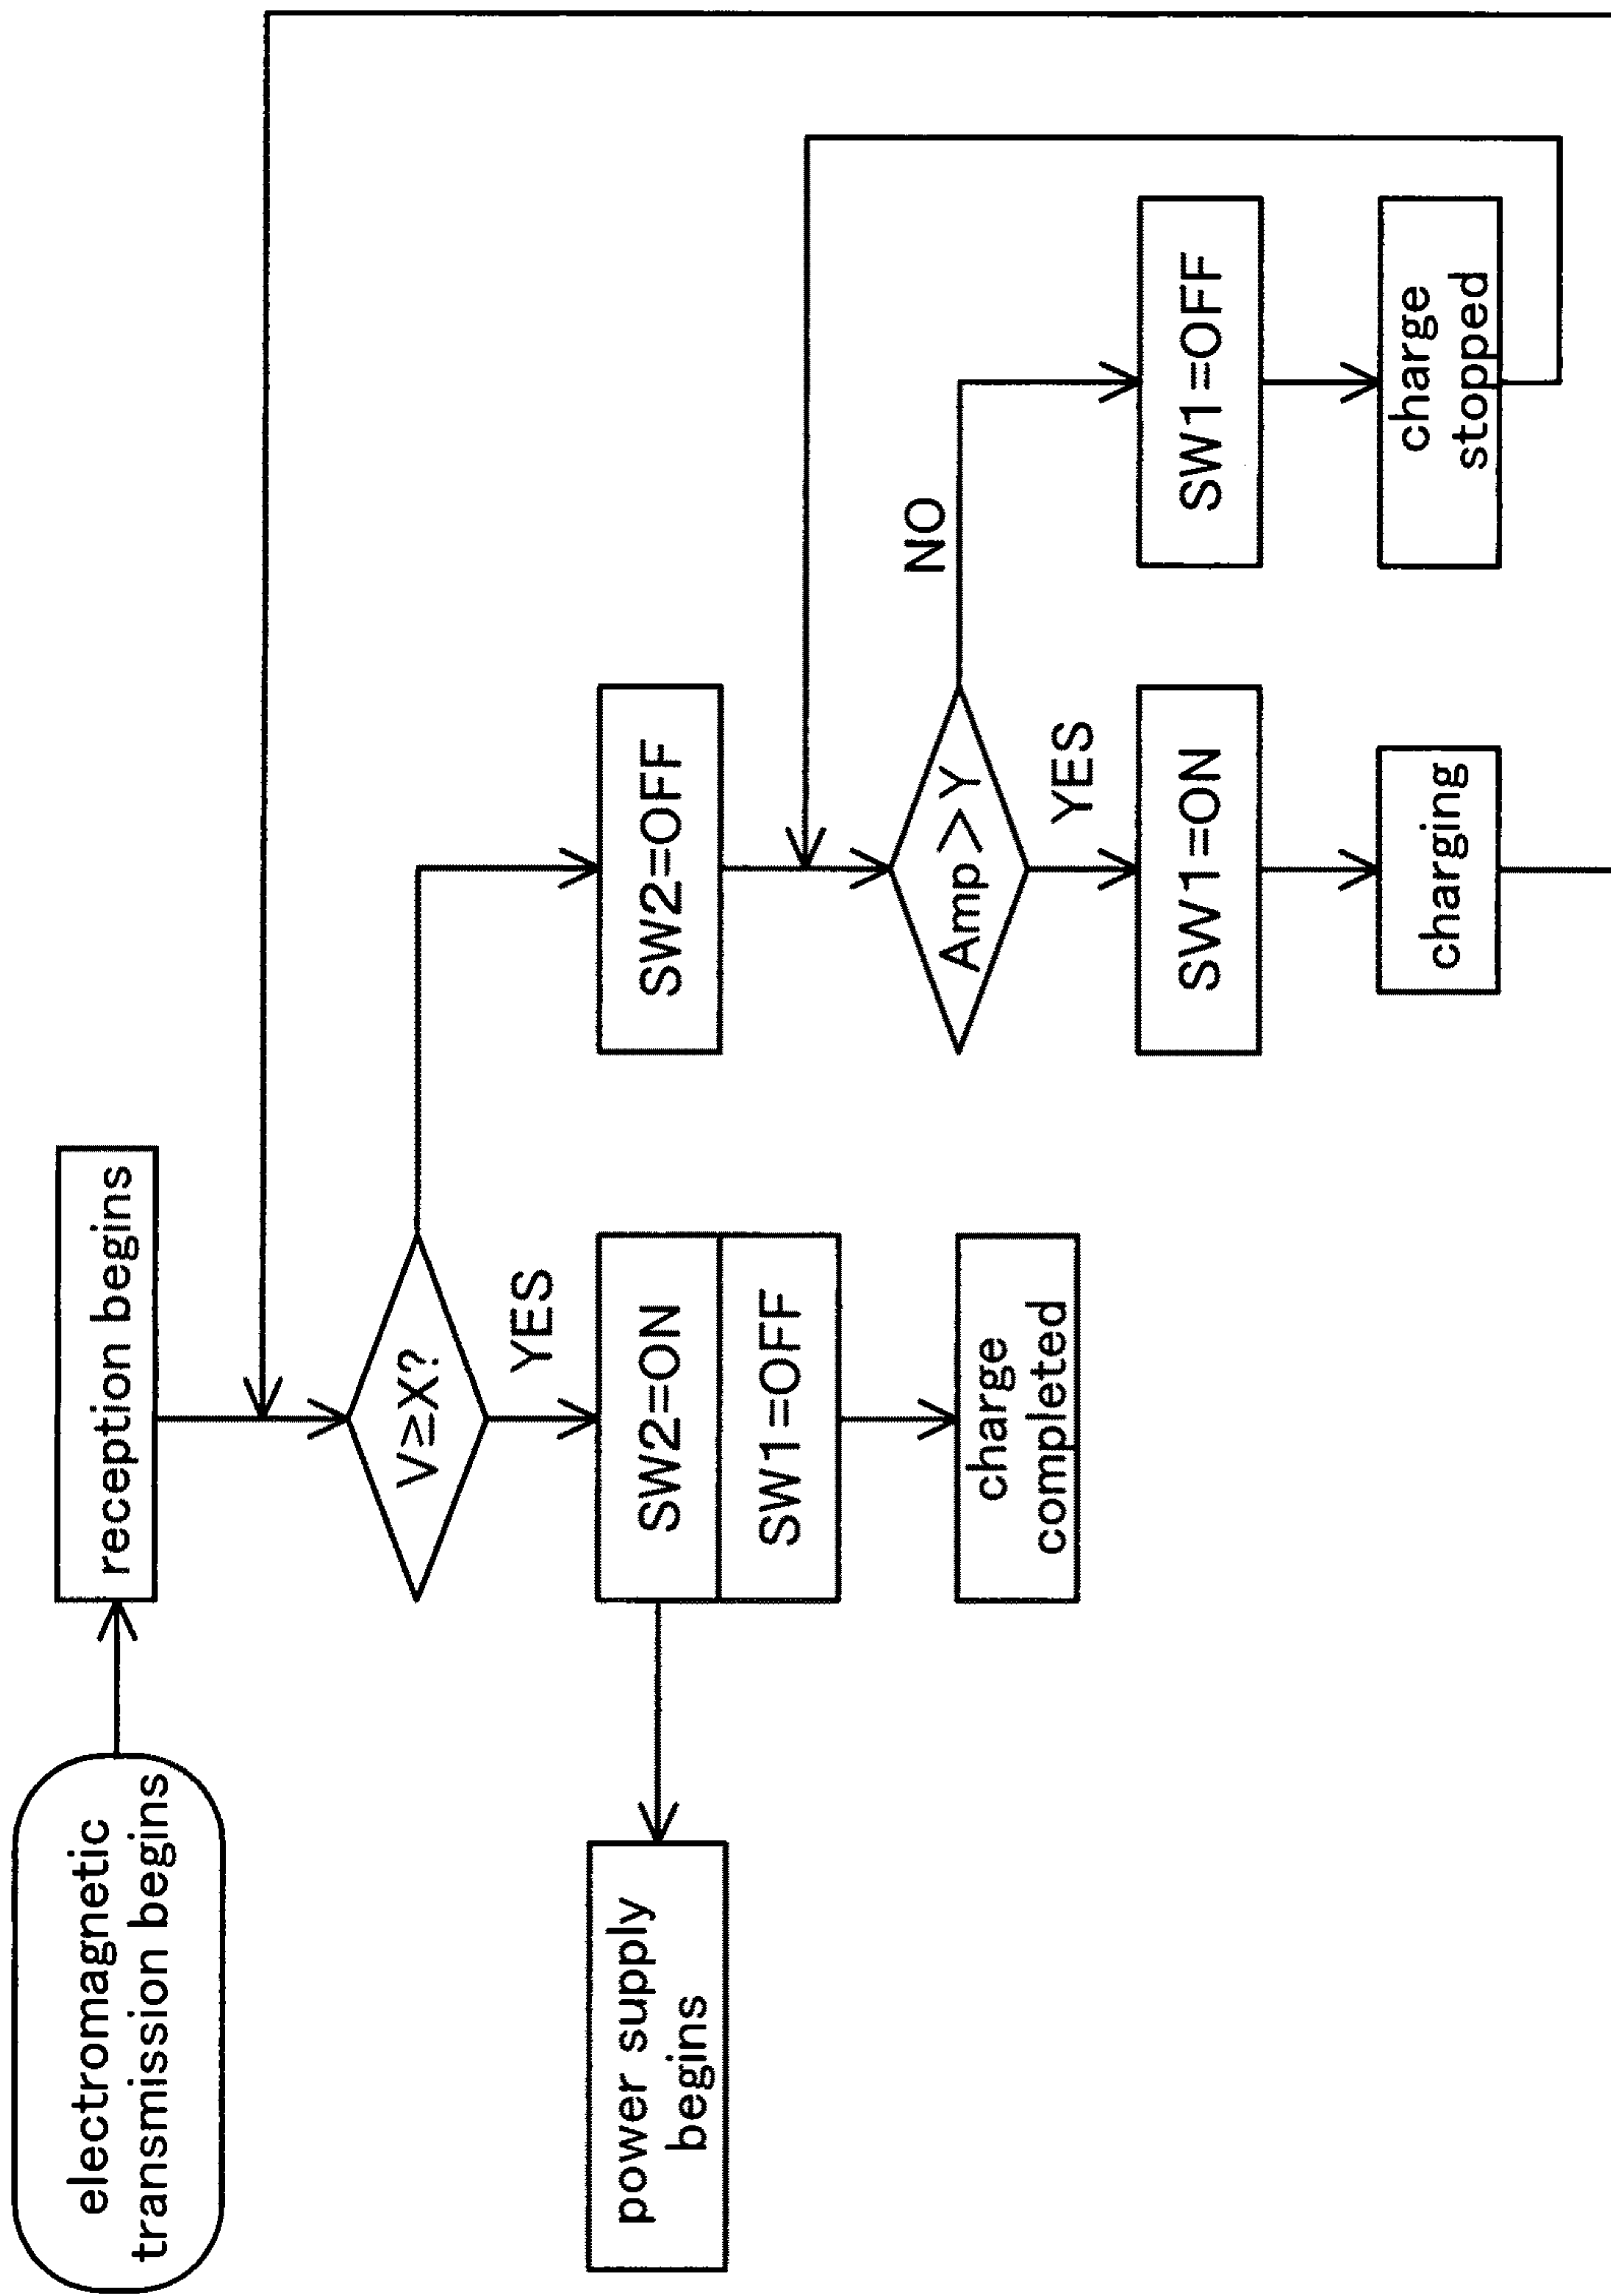 electromagnetic
transmission begins
reception begins
V≥X?
YES
SW2=ON
SW1=OFF
power supply
begins
charge
completed
SW2=OFF
Amp>Y
NO
YES
SW1=ON
charging
SW1=OFF
charge
stopped